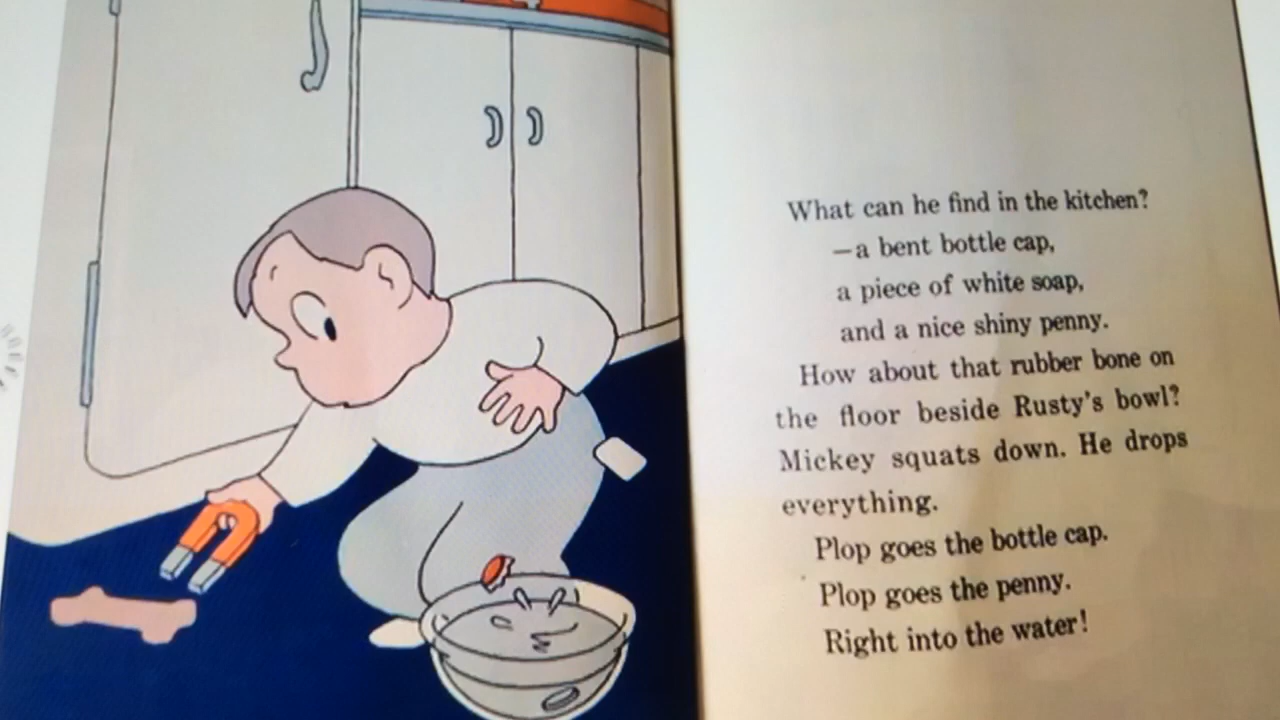 What can he find in the kitchen?
—a bent bottle cap,
a piece of white soap,
and a nice shiny penny.
How about that rubber bone on
the floor beside Rusty's bowl?
Mickey squats down. He drops
everything.
Plop goes the bottle cap.
Plop goes the penny.
Right into the water!